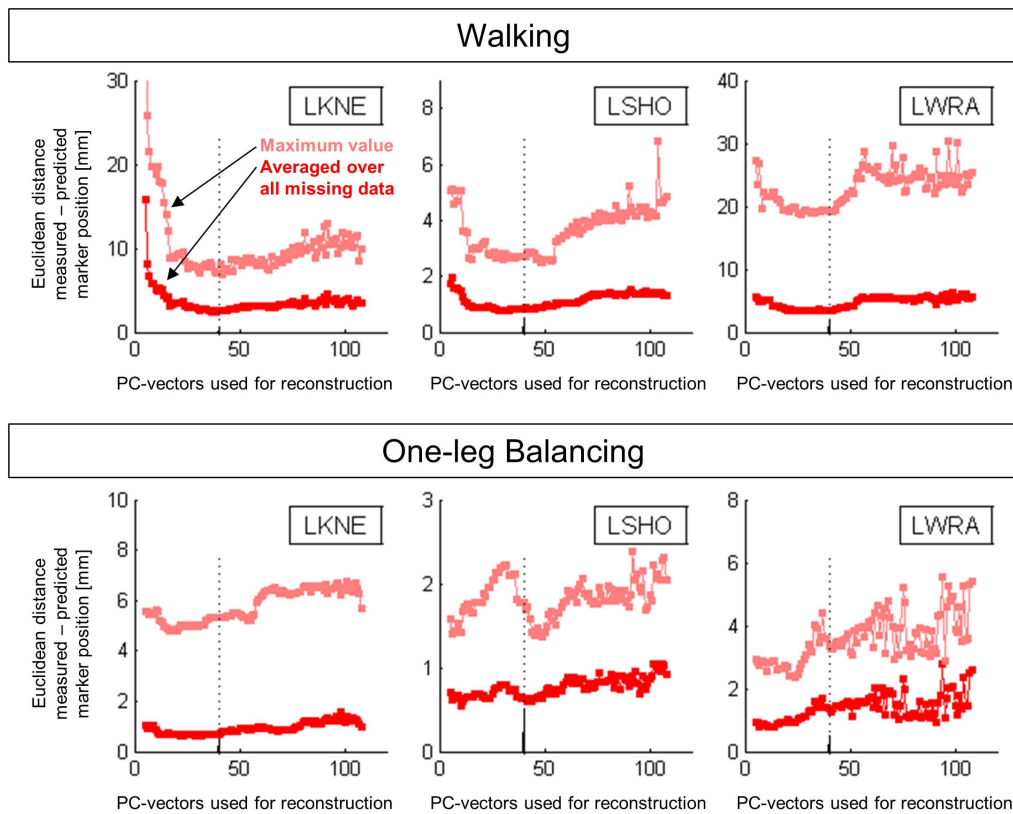 Walking
Euclidean distance
measured – predicted
marker position [mm]
30
20
10
0
0
50
100
LKNE
Maximum value
Averaged over
all missing data
PC-vectors used for reconstruction
8
6
4
2
0
0
50
100
LSHO
PC-vectors used for reconstruction
40
30
20
10
0
0
50
100
LWRA
PC-vectors used for reconstruction
One-leg Balancing
Euclidean distance
measured – predicted
marker position [mm]
10
8
6
4
2
0
0
50
100
LKNE
PC-vectors used for reconstruction
3
2
1
0
0
50
100
LSHO
PC-vectors used for reconstruction
8
6
4
2
0
0
50
100
LWRA
PC-vectors used for reconstruction